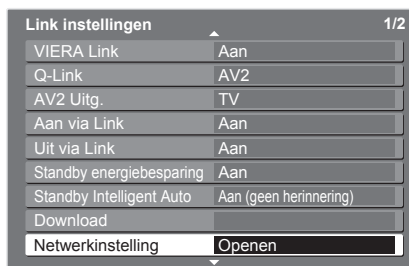 Link instellingen 1/2
VIERA Link Aan
Q-Link AV2
AV2 Uitg. TV
Aan via Link Aan
Uit via Link Aan
Standby energiebesparing Aan
Standby Intelligent Auto Aan (geen herinnering)
Download
Netwerkinstelling Openen